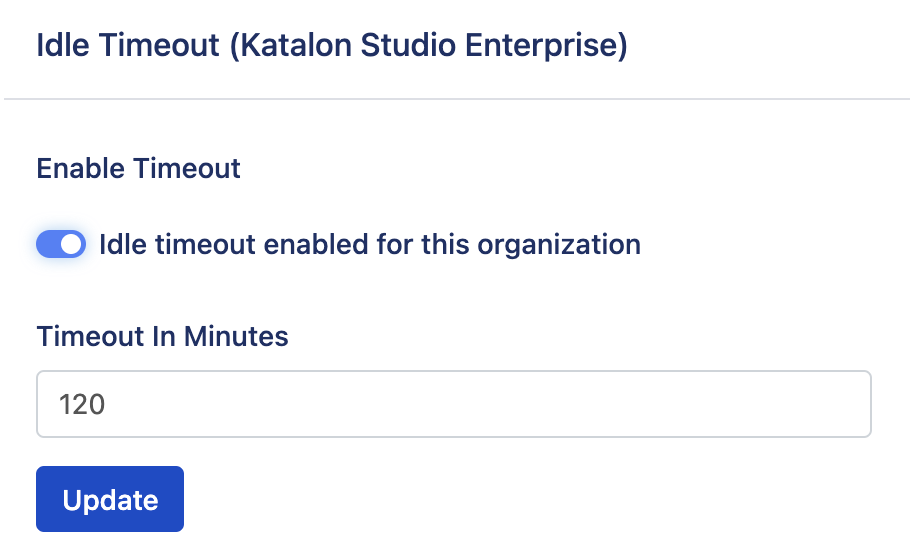 Idle Timeout (Katalon Studio Enterprise)
Enable Timeout
Idle timeout enabled for this organization
Timeout In Minutes
120
Update